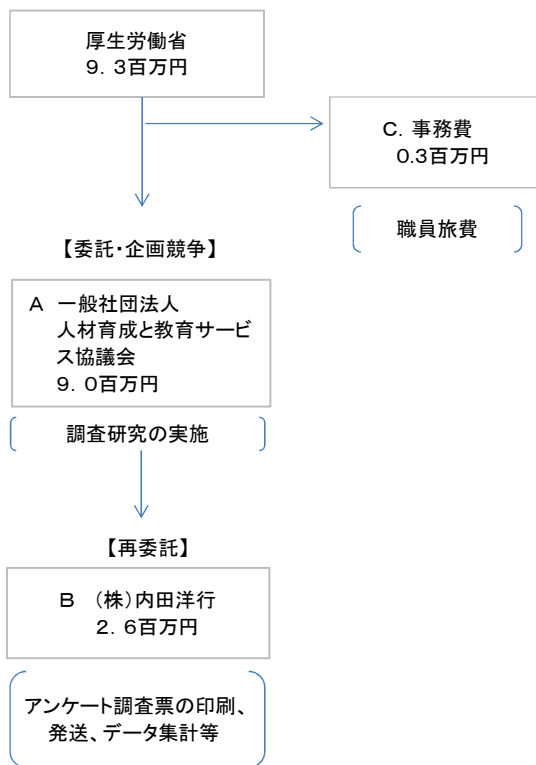 厚生労働省
９．３百万円
C．事務費
０．３百万円
職員旅費
【委託・企画競争】
A　一般社団法人
人材育成と教育サービ
ス協議会
９．０百万円
調査研究の実施
【再委託】
B　（株）内田洋行
２．６百万円
アンケート調査票の印刷、
発送、データ集計等